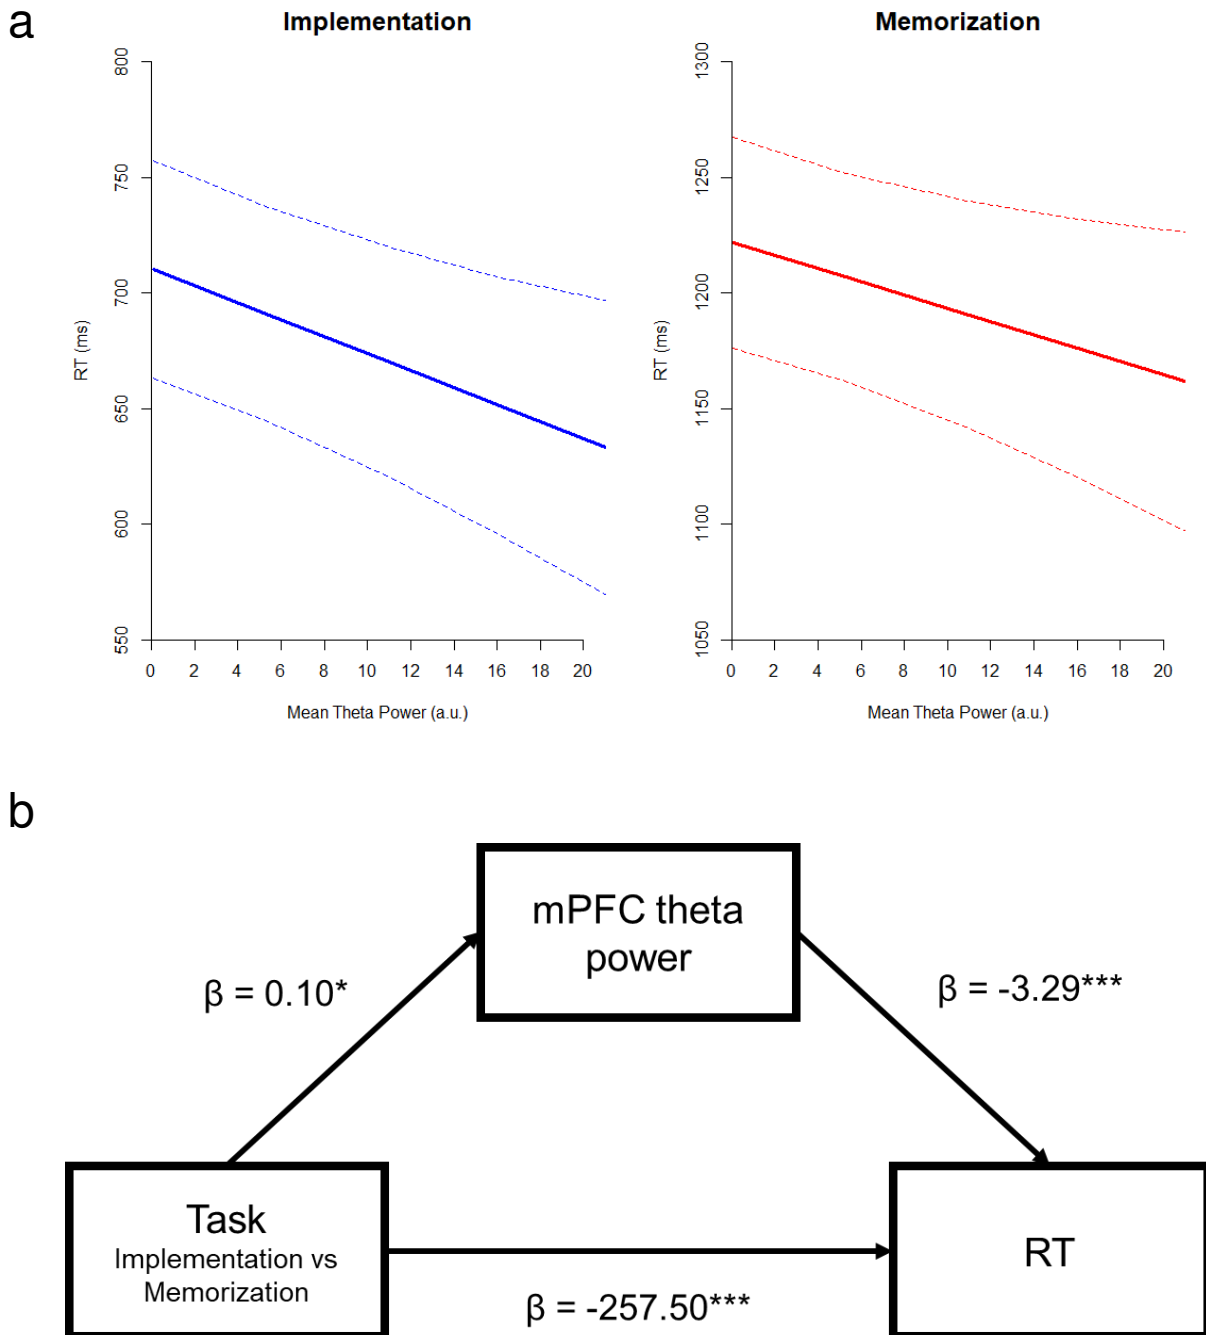 a
Implementation
800
750
700
650
600
550
RT (ms)
0 2 4 6 8 10 12 14 16 18 20
Mean Theta Power (a.u.)
Memorization
1300
1250
1200
1150
1100
1050
RT (ms)
0 2 4 6 8 10 12 14 16 18 20
Mean Theta Power (a.u.)
b
mPFC theta
power
β = 0.10*
β = -3.29***
Task
Implementation vs
Memorization
RT
β = -257.50***